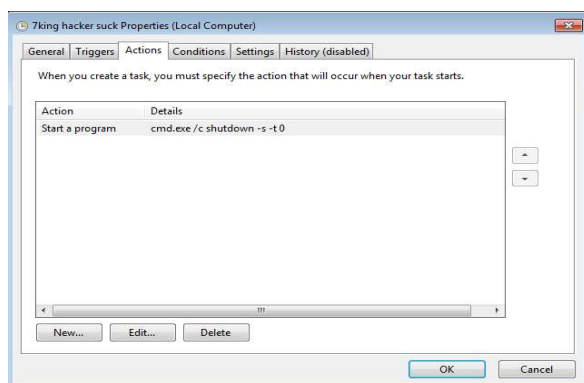 7king hacker suck Properties (Local Computer)
General Triggers Actions Conditions Settings History (disabled)
When you create a task, you must specify the action that will occur when your task starts.
Action Details
Start a program cmd.exe /c shutdown -s -t 0
New... Edit... Delete
OK Cancel